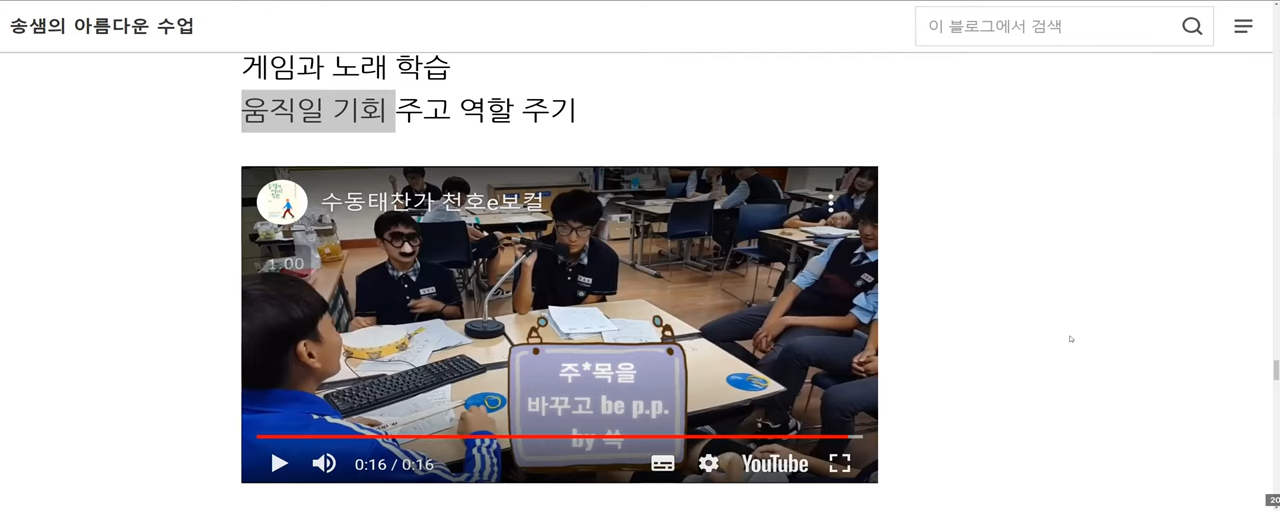 송샘의 아름다운 수업
이 블로그에서 검색
게임과 노래 학습
움직일 기회 주고 역할 주기
수동태찬가 천호e보컬
1.00
주*목을
바꾸고 be p.p.
by 쏙
0:16 / 0:16
YouTube
20